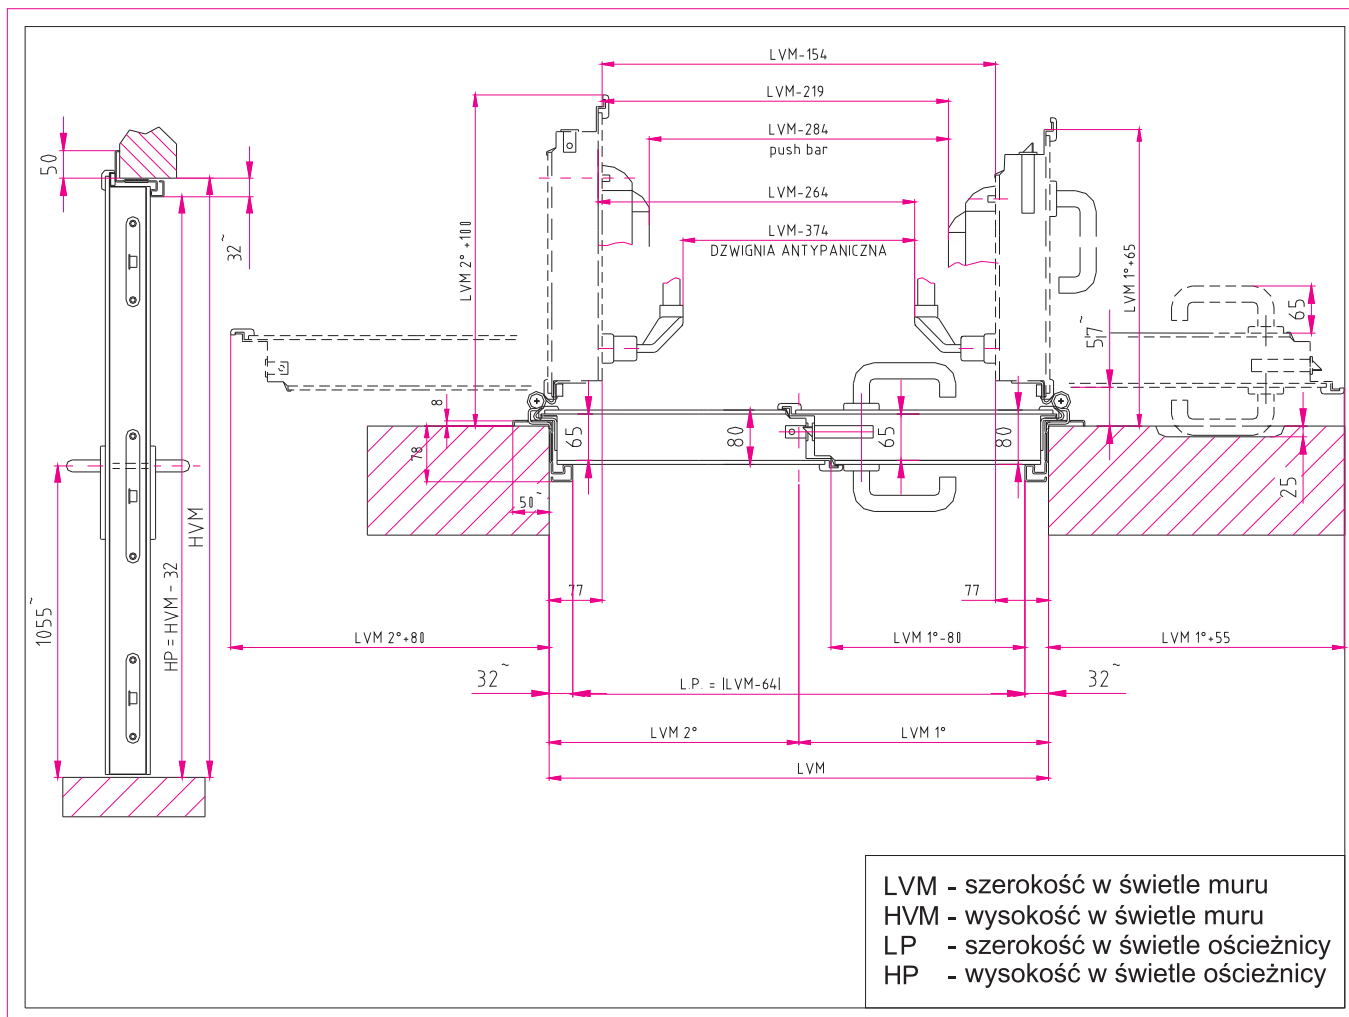 LVM-154
LVM-219
LVM-284
push bar
LVM-264
LVM-374
DZWIGNIA ANTYPANICZNA
50
32~
LVM 2° +100
LVM 1°+65
65
~57
8
78
65
80
65
80
25
50~
HVM
HP = HVM - 32
1055~
77
77
LVM 2°+80
LVM 1°-80
LVM 1°+55
32~
L.P. = |LVM-64|
32~
LVM 2°
LVM 1°
LVM
LVM - szerokość w świetle muru
HVM - wysokość w świetle muru
LP - szerokość w świetle ościeżnicy
HP - wysokość w świetle ościeżnicy